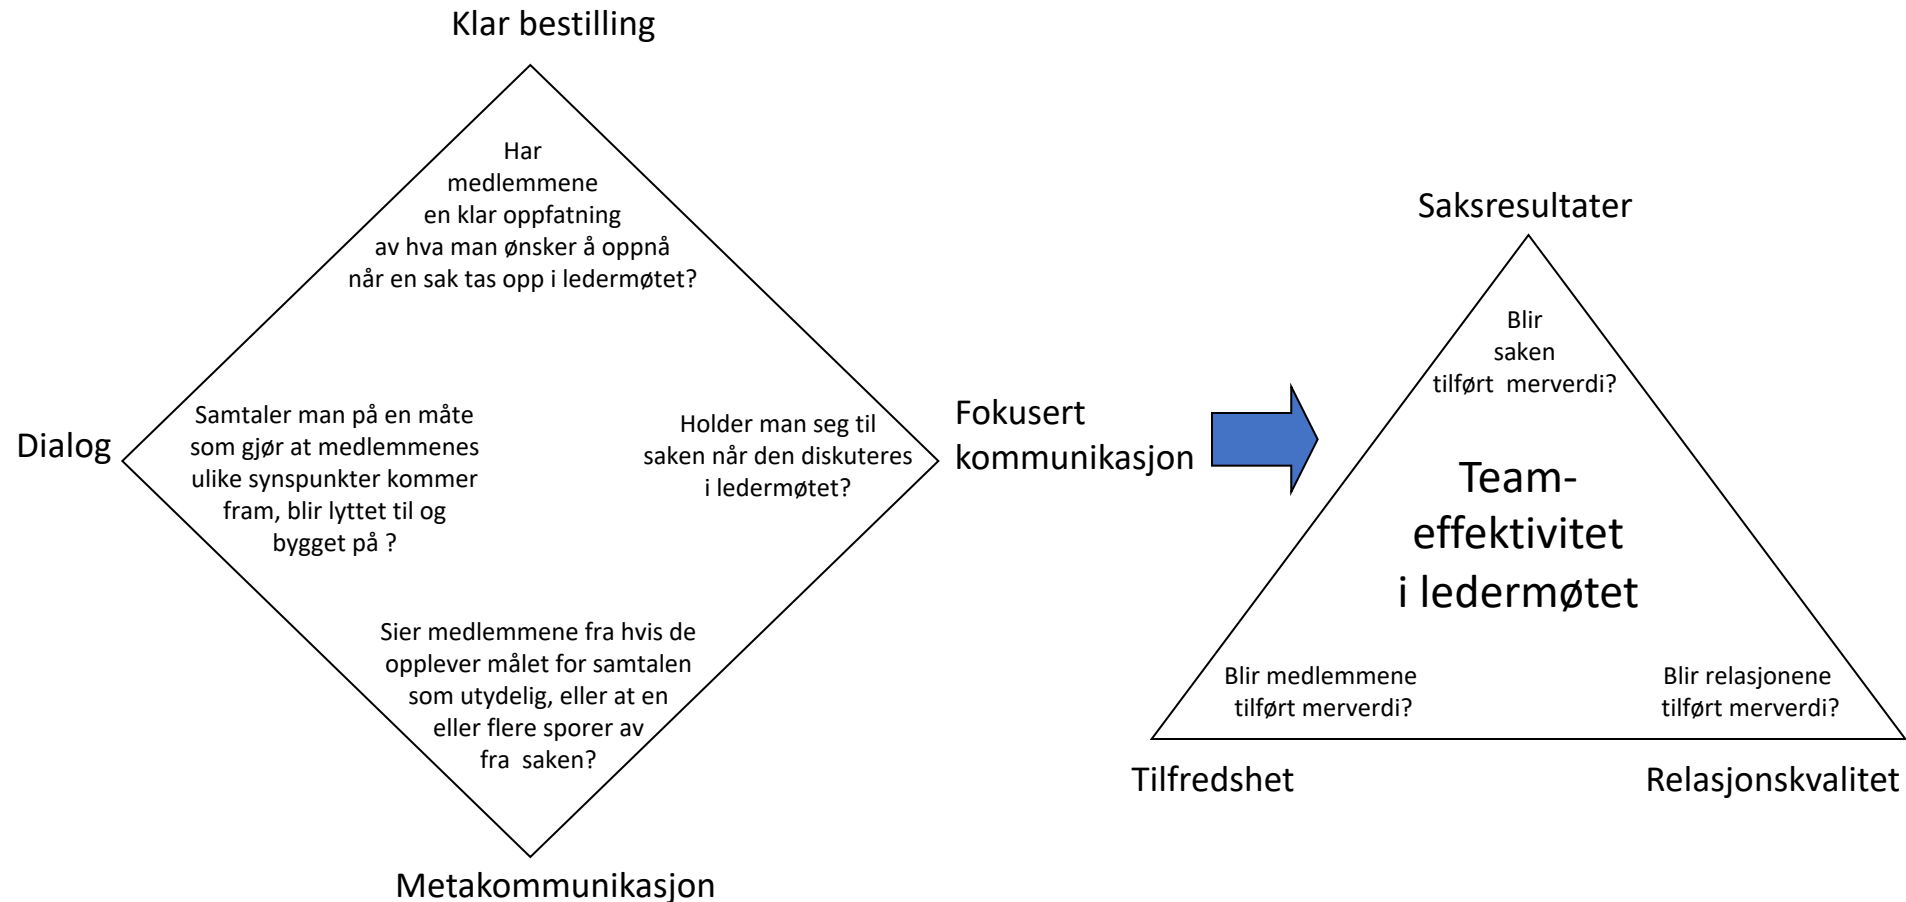 Klar bestilling
Har
medlemmene
en klar oppfatning
av hva man ønsker å oppnå
når en sak tas opp i ledermøtet?
Dialog
Samtaler man på en måte
som gjør at medlemmenes
ulike synspunkter kommer
fram, blir lyttet til og
bygget på ?
Holder man seg til
saken når den diskuteres
i ledermøtet?
Fokusert
kommunikasjon
Sier medlemmene fra hvis de
opplever målet for samtalen
som utydelig, eller at en
eller flere sporer av
fra saken?
Metakommunikasjon
Saksresultater
Blir
saken
tilført merverdi?
Team-
effektivitet
i ledermøtet
Blir medlemmene
tilført merverdi?
Blir relasjonene
tilført merverdi?
Tilfredshet
Relasjonskvalitet